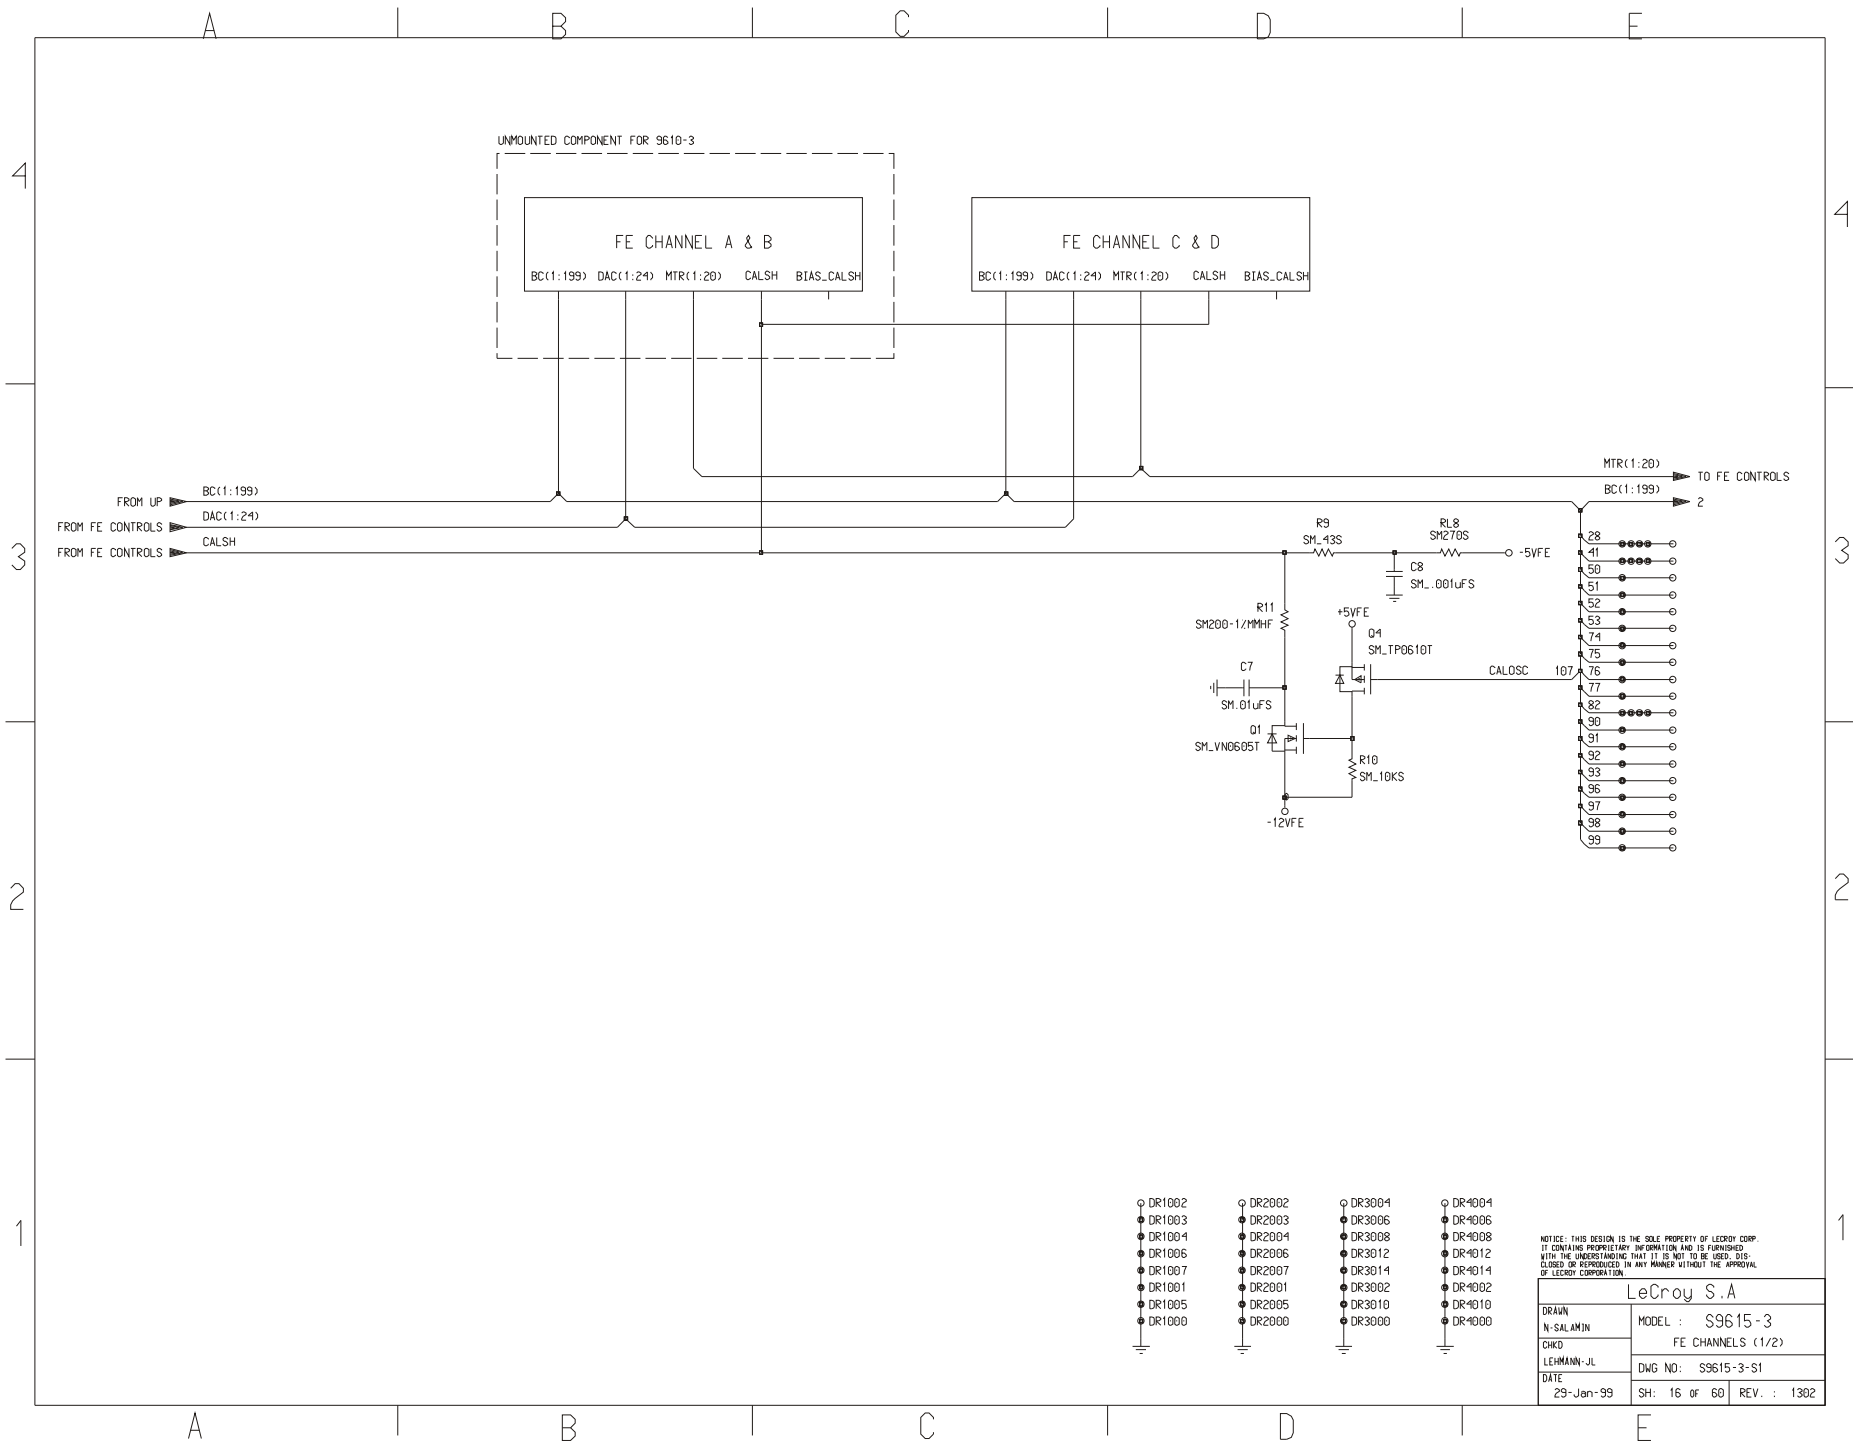 A B C D E
UNMOUNTED COMPONENT FOR 9610-3
4 4
FE CHANNEL A & B
BC(1:199) DAC(1:24) MTR(1:20) CALSH BIAS_CALSH
FE CHANNEL C & D
BC(1:199) DAC(1:24) MTR(1:20) CALSH BIAS_CALSH
MTR(1:20)
TO FE CONTROLS
BC(1:199)
2
FROM UP
BC(1:199)
FROM FE CONTROLS
DAC(1:24)
FROM FE CONTROLS
CALSH
3 3
R9
SM_43S
RL8
SM270S
-5VFE
C8
SM_.001uFS
R11
SM200-1/MMHF
+5VFE
Q4
SM_TP0610T
C7
SM.01uFS
CALOSC 107
Q1
SM_VN0605T
R10
SM_10KS
-12VFE
28
41
50
51
52
53
74
75
76
77
82
90
91
92
93
96
97
98
99
2 2
1 1
DR1002 DR2002 DR3004 DR4004
DR1003 DR2003 DR3006 DR4006
DR1004 DR2004 DR3008 DR4008
DR1006 DR2006 DR3012 DR4012
DR1007 DR2007 DR3014 DR4014
DR1001 DR2001 DR3002 DR4002
DR1005 DR2005 DR3010 DR4010
DR1000 DR2000 DR3000 DR4000
NOTICE: THIS DESIGN IS THE SOLE PROPERTY OF LECROY CORP.
IT CONTAINS PROPRIETARY INFORMATION AND IS FURNISHED
WITH THE UNDERSTANDING THAT IT IS NOT TO BE USED, DIS-
CLOSED OR REPRODUCED IN ANY MANNER WITHOUT THE APPROVAL
OF LECROY CORPORATION.
LeCroy S.A
DRAWN
N-SALAMIN
CHKD
LEHMANN-JL
DATE
29-Jan-99
MODEL : S9615-3
FE CHANNELS (1/2)
DWG NO: S9615-3-S1
SH: 16 OF 60 REV. : 1302
A B C D E